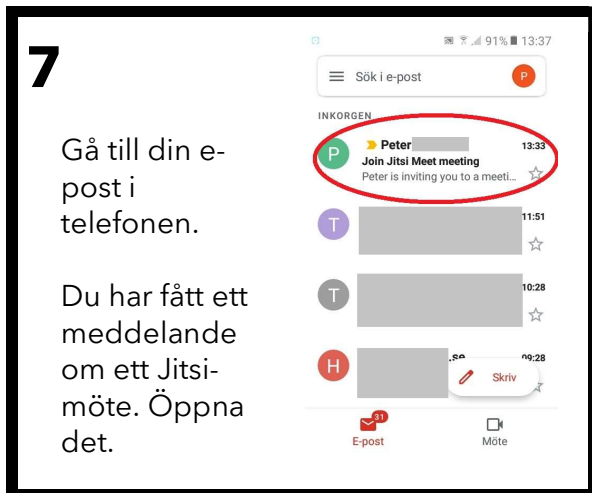 7
Gå till din e-
post i
telefonen.
Du har fått ett
meddelande
om ett Jitsi-
möte. Öppna
det.
91% 13:37
Sök i e-post
P
INKORGEN
P
Peter
13:33
Join Jitsi Meet meeting
Peter is inviting you to a meeti...
T
11:51
T
10:28
H
.se
09:28
Skriv
31
E-post
Möte